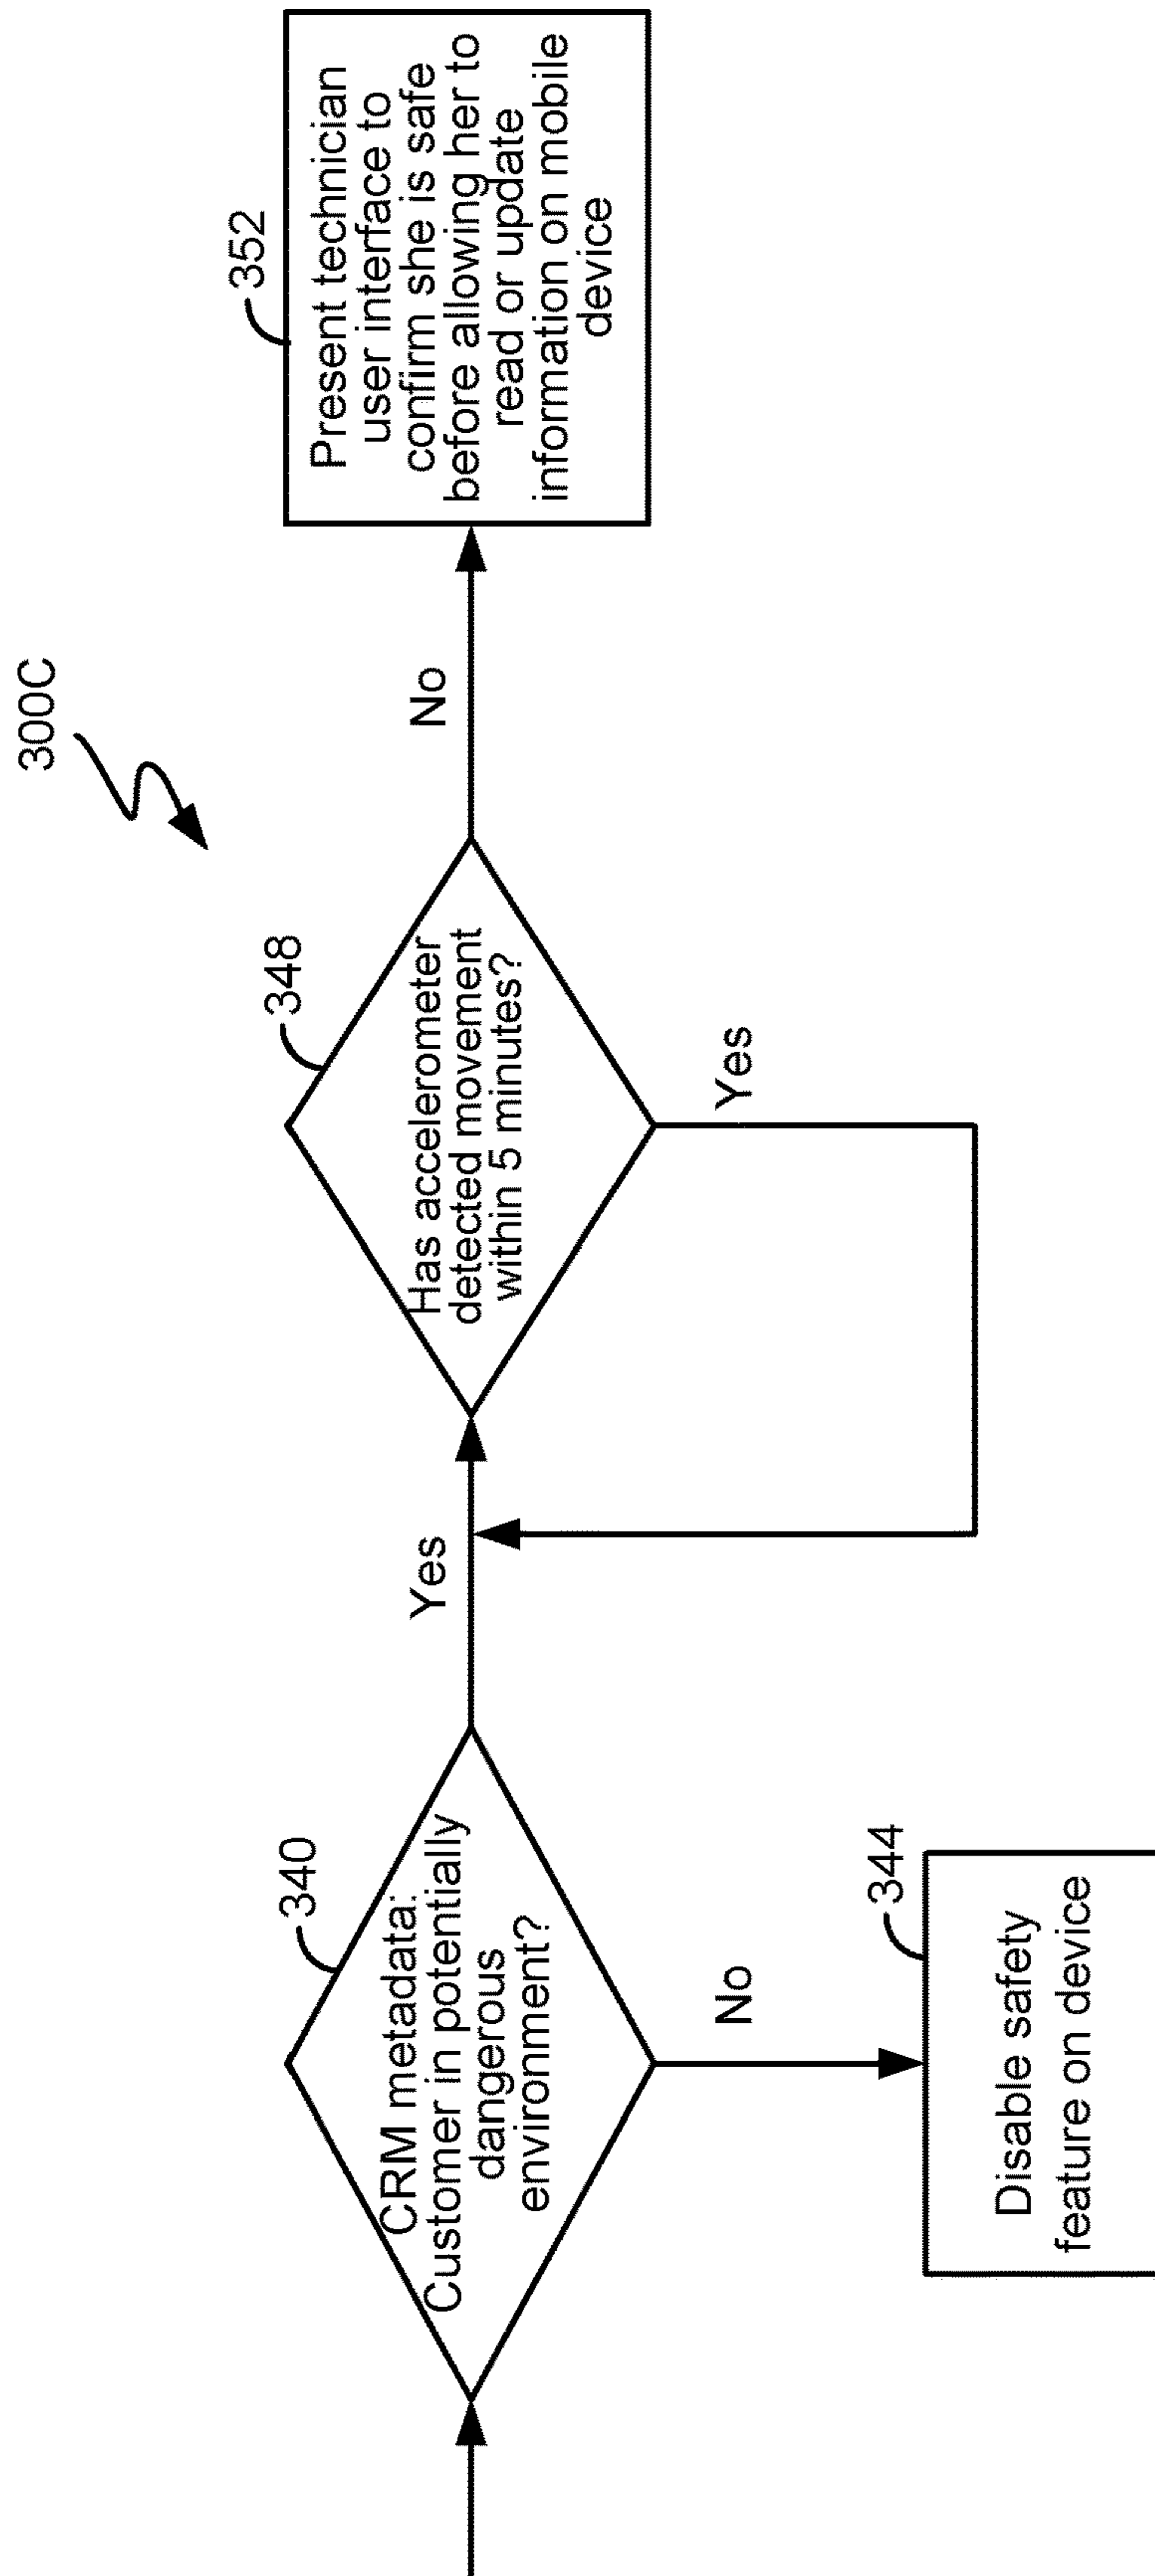 300C
340
CRM metadata:
Customer in potentially
dangerous
environment?
Yes
348
Has accelerometer
detected movement
within 5 minutes?
No
352
Present technician
user interface to
confirm she is safe
before allowing her to
read or update
information on mobile
device
No
Yes
344
Disable safety
feature on device